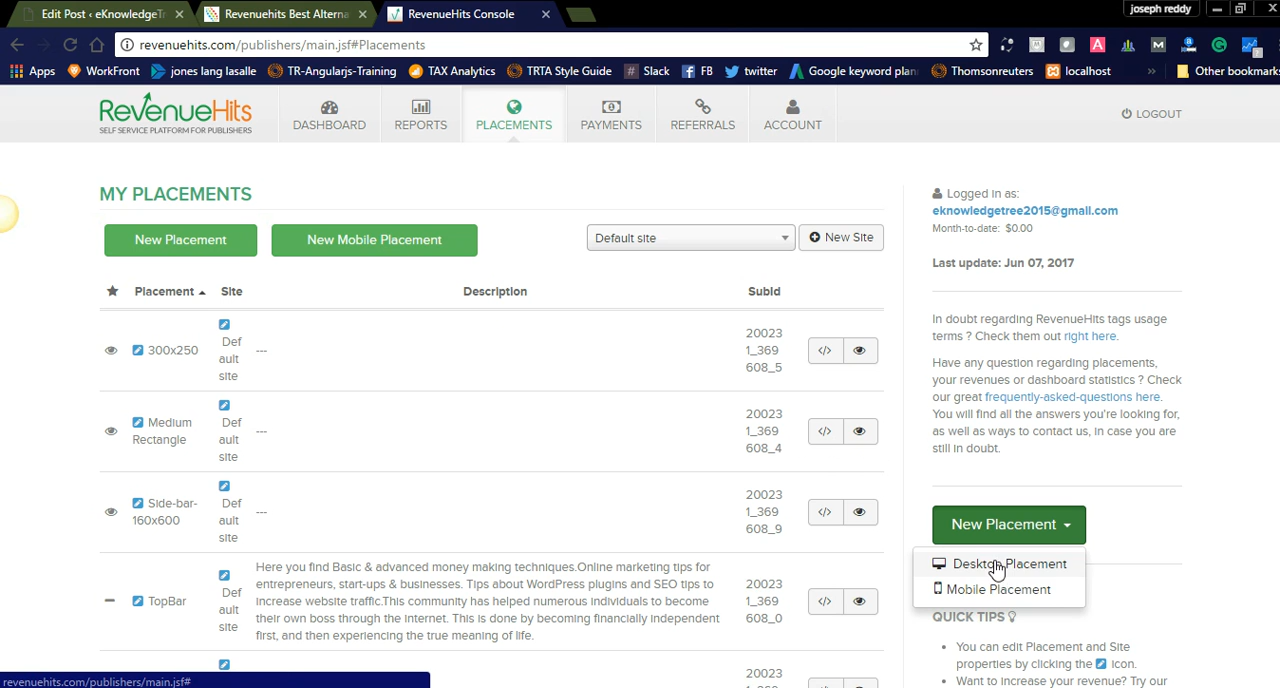 joseph reddy
Edit Post ‹ eKnowledgeTr
Revenuehits Best Alterna
RevenueHits Console
revenuehits.com/publishers/main.jsf#Placements
Apps WorkFront jones lang lasalle TR-Angularjs-Training TAX Analytics TRTA Style Guide Slack FB twitter Google keyword plan Thomsonreuters localhost » Other bookmarks
RevenueHits
SELF SERVICE PLATFORM FOR PUBLISHERS
DASHBOARD REPORTS PLACEMENTS PAYMENTS REFERRALS ACCOUNT
LOGOUT
MY PLACEMENTS
New Placement
New Mobile Placement
Default site
New Site
Placement Site Description SubId
300x250
Def
ault
site
---
20023
1_369
608_5
Medium
Rectangle
Def
ault
site
---
20023
1_369
608_4
Side-bar-
160x600
Def
ault
site
---
20023
1_369
608_9
TopBar
Def
ault
site
Here you find Basic & advanced money making techniques.Online marketing tips for
entrepreneurs, start-ups & businesses. Tips about WordPress plugins and SEO tips to
increase website traffic.This community has helped numerous individuals to become
their own boss through the internet. This is done by becoming financially independent
first, and then experiencing the true meaning of life.
20023
1_369
608_0
20023
Logged in as:
eknowledgetree2015@gmail.com
Month-to-date: $0.00
Last update: Jun 07, 2017
In doubt regarding RevenueHits tags usage
terms ? Check them out right here.
Have any question regarding placements,
your revenues or dashboard statistics ? Check
our great frequently-asked-questions here.
You will find all the answers you're looking for,
as well as ways to contact us, in case you are
still in doubt.
New Placement
Desktop Placement
Mobile Placement
QUICK TIPS
You can edit Placement and Site
properties by clicking the icon.
Want to increase your revenue? Try our
revenuehits.com/publishers/main.jsf#